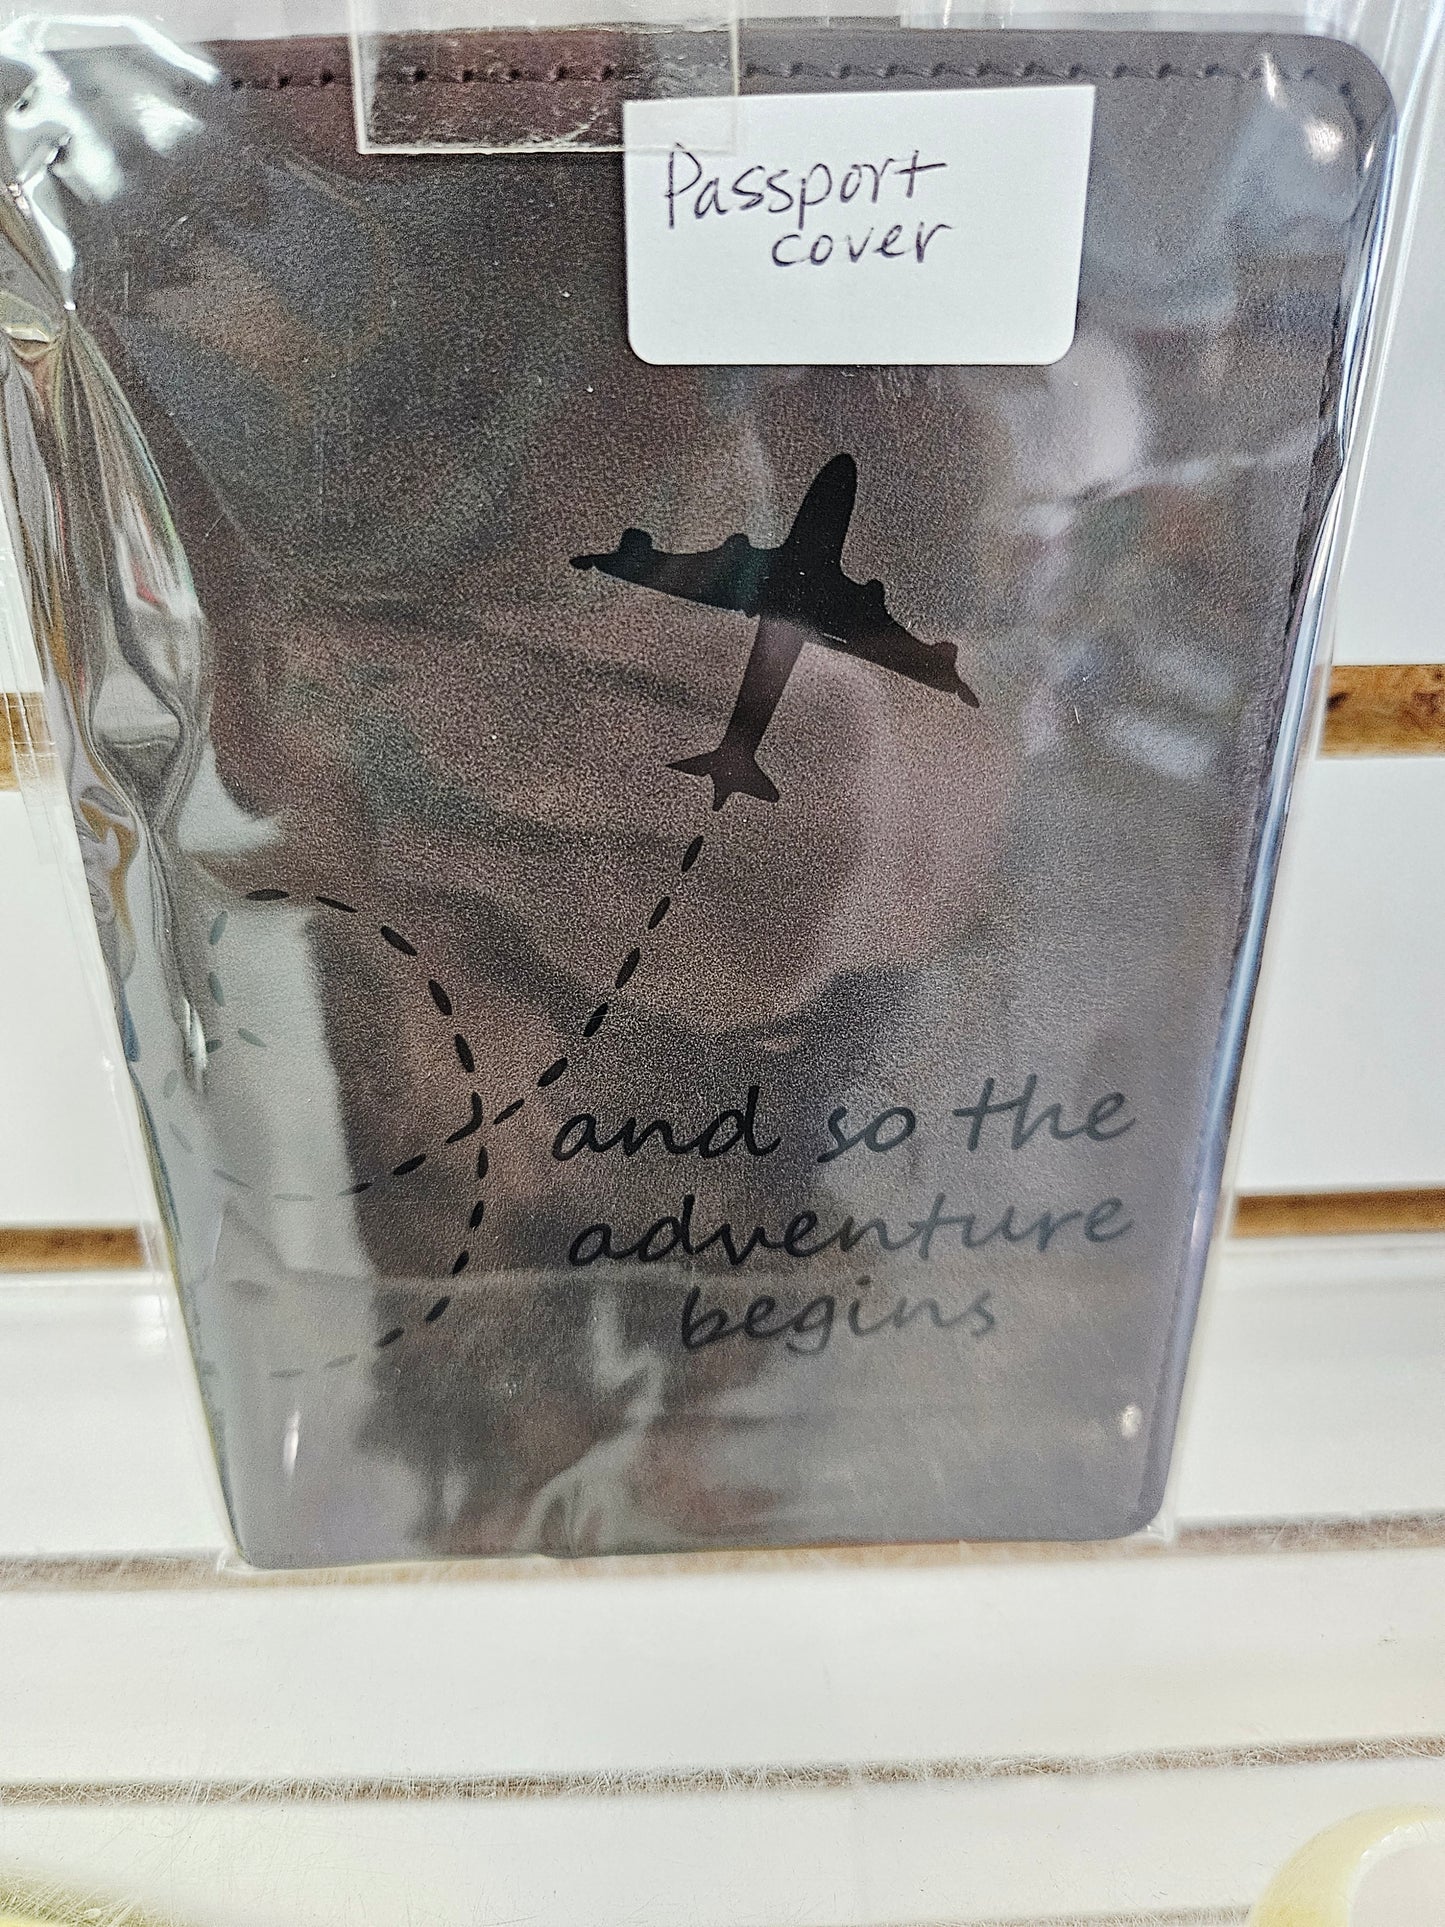 Passport
cover
and so the
adventure
begins